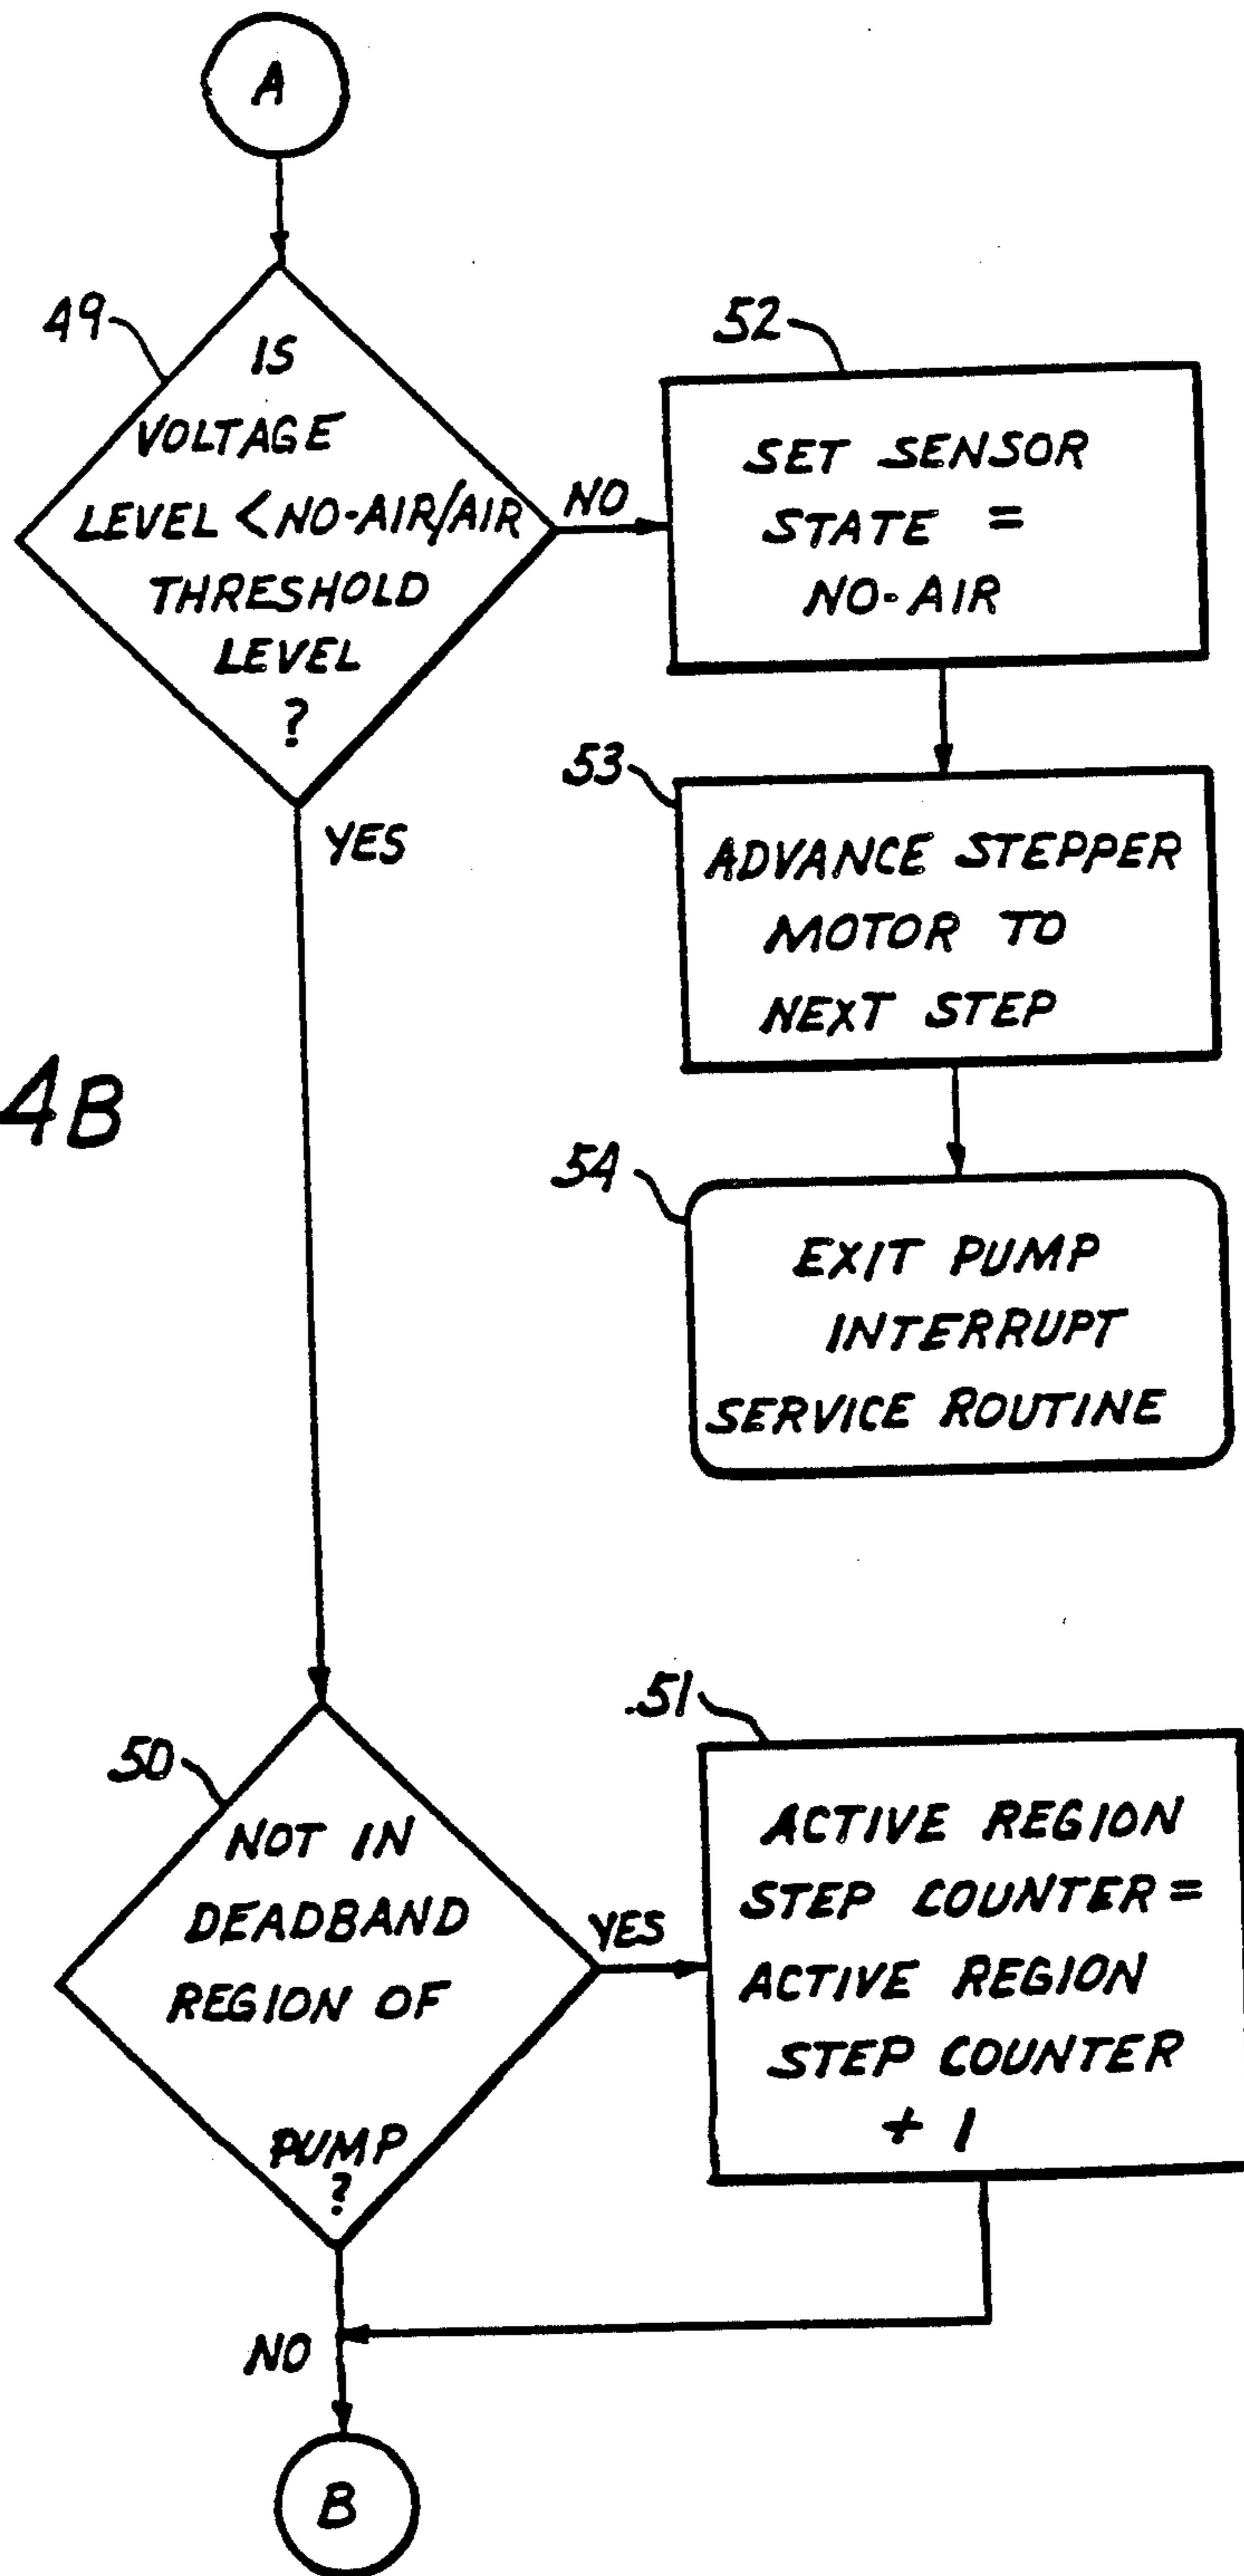 A
49
IS
VOLTAGE
LEVEL < NO-AIR/AIR
THRESHOLD
LEVEL
?
NO
YES
52
SET SENSOR
STATE =
NO-AIR
53
ADVANCE STEPPER
MOTOR TO
NEXT STEP
4B
54
EXIT PUMP
INTERRUPT
SERVICE ROUTINE
50
NOT IN
DEADBAND
REGION OF
PUMP
?
YES
NO
51
ACTIVE REGION
STEP COUNTER =
ACTIVE REGION
STEP COUNTER
+ 1
B